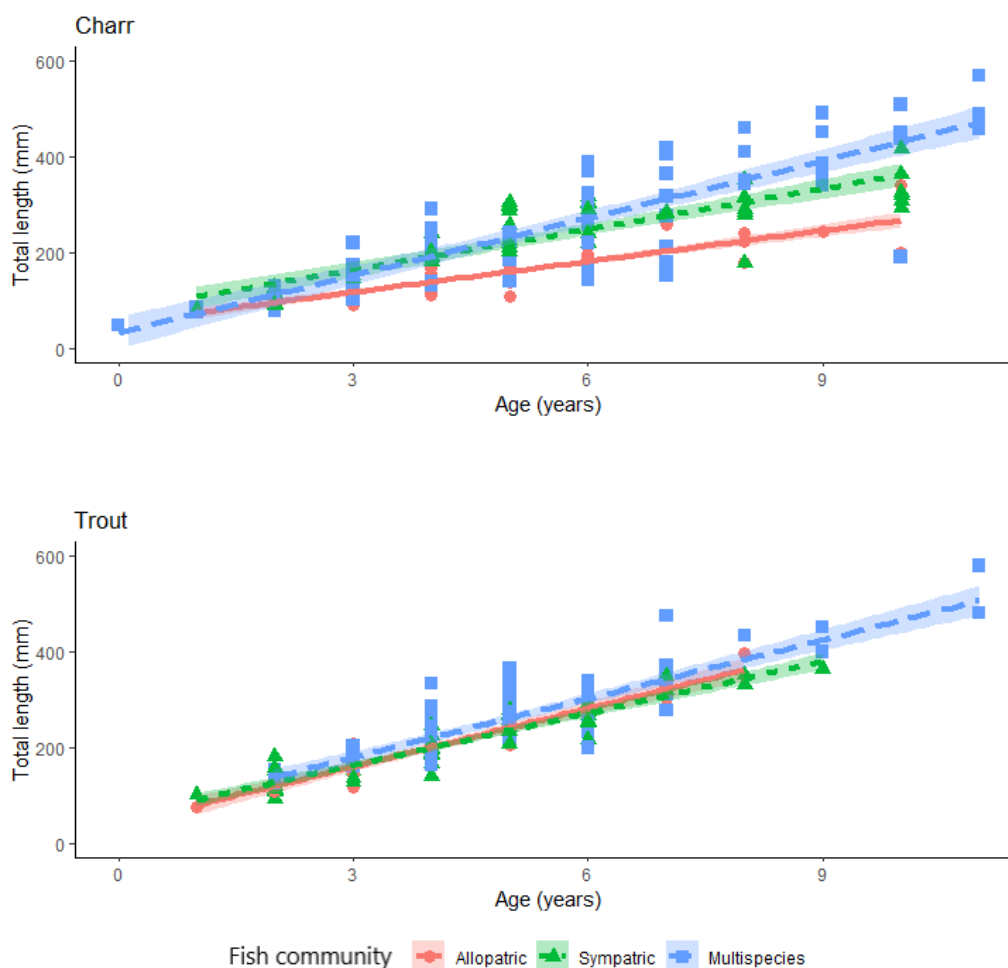 Charr
Total length (mm)
600
400
200
0
0 3 6 9
Age (years)
Trout
Total length (mm)
600
400
200
0
0 3 6 9
Age (years)
Fish community Allopatric Sympatric Multispecies